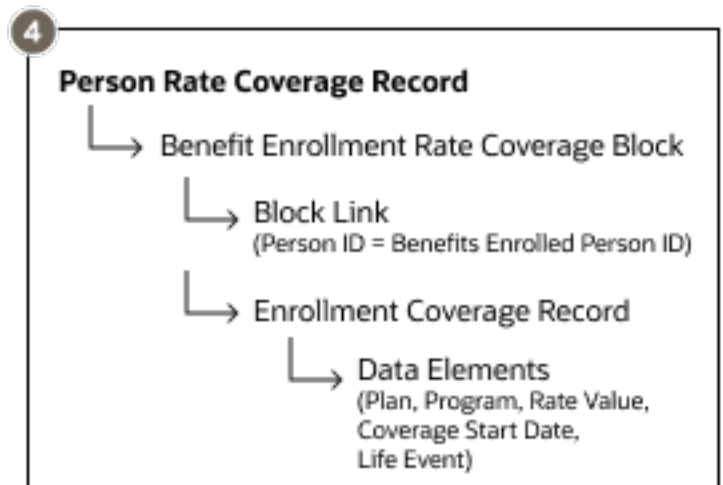 4
Person Rate Coverage Record
Benefit Enrollment Rate Coverage Block
Block Link
(Person ID = Benefits Enrolled Person ID)
Enrollment Coverage Record
Data Elements
(Plan, Program, Rate Value,
Coverage Start Date,
Life Event)